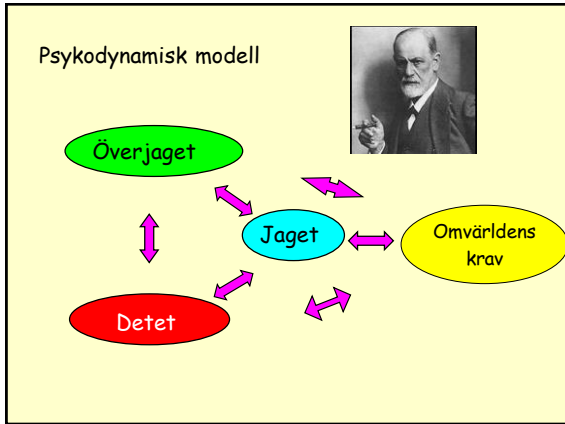 Psykodynamisk modell
Överjaget
Jaget
Omvärldens
krav
Detet